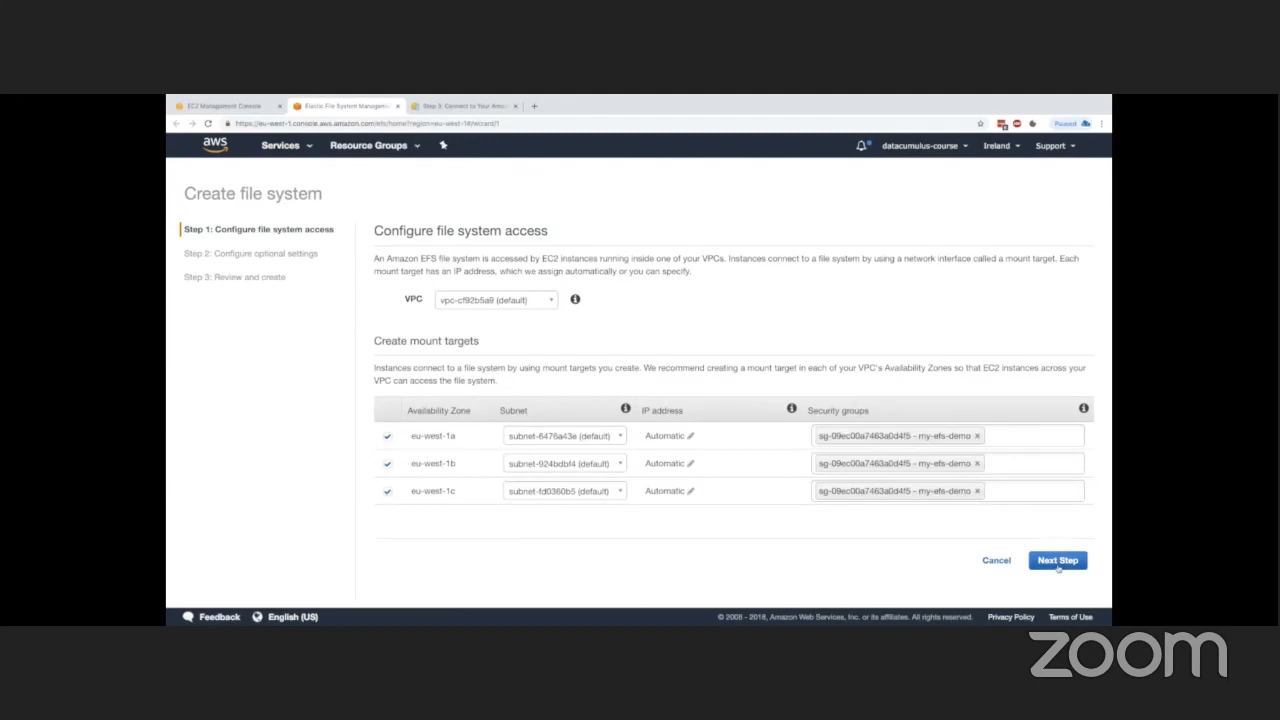 EC2 Management Console
Elastic File System Managemen
Step 3: Connect to Your Amaz
https://eu-west-1.console.aws.amazon.com/efs/home?region=eu-west-1#/wizard/1
Paused
aws
Services
Resource Groups
datacumulus-course
Ireland
Support
Create file system
Step 1: Configure file system access
Step 2: Configure optional settings
Step 3: Review and create
Configure file system access
An Amazon EFS file system is accessed by EC2 instances running inside one of your VPCs. Instances connect to a file system by using a network interface called a mount target. Each
mount target has an IP address, which we assign automatically or you can specify.
VPC vpc-cf92b5a9 (default)
Create mount targets
Instances connect to a file system by using mount targets you create. We recommend creating a mount target in each of your VPC's Availability Zones so that EC2 instances across your
VPC can access the file system.
Availability Zone Subnet IP address Security groups
eu-west-1a subnet-6476a43e (default) Automatic sg-09ec00a7463a0d4f5 - my-efs-demo ×
eu-west-1b subnet-924bdbf4 (default) Automatic sg-09ec00a7463a0d4f5 - my-efs-demo ×
eu-west-1c subnet-fd0360b5 (default) Automatic sg-09ec00a7463a0d4f5 - my-efs-demo ×
Cancel Next Step
Feedback English (US)
© 2008 - 2018, Amazon Web Services, Inc. or its affiliates. All rights reserved. Privacy Policy Terms of Use
zoom